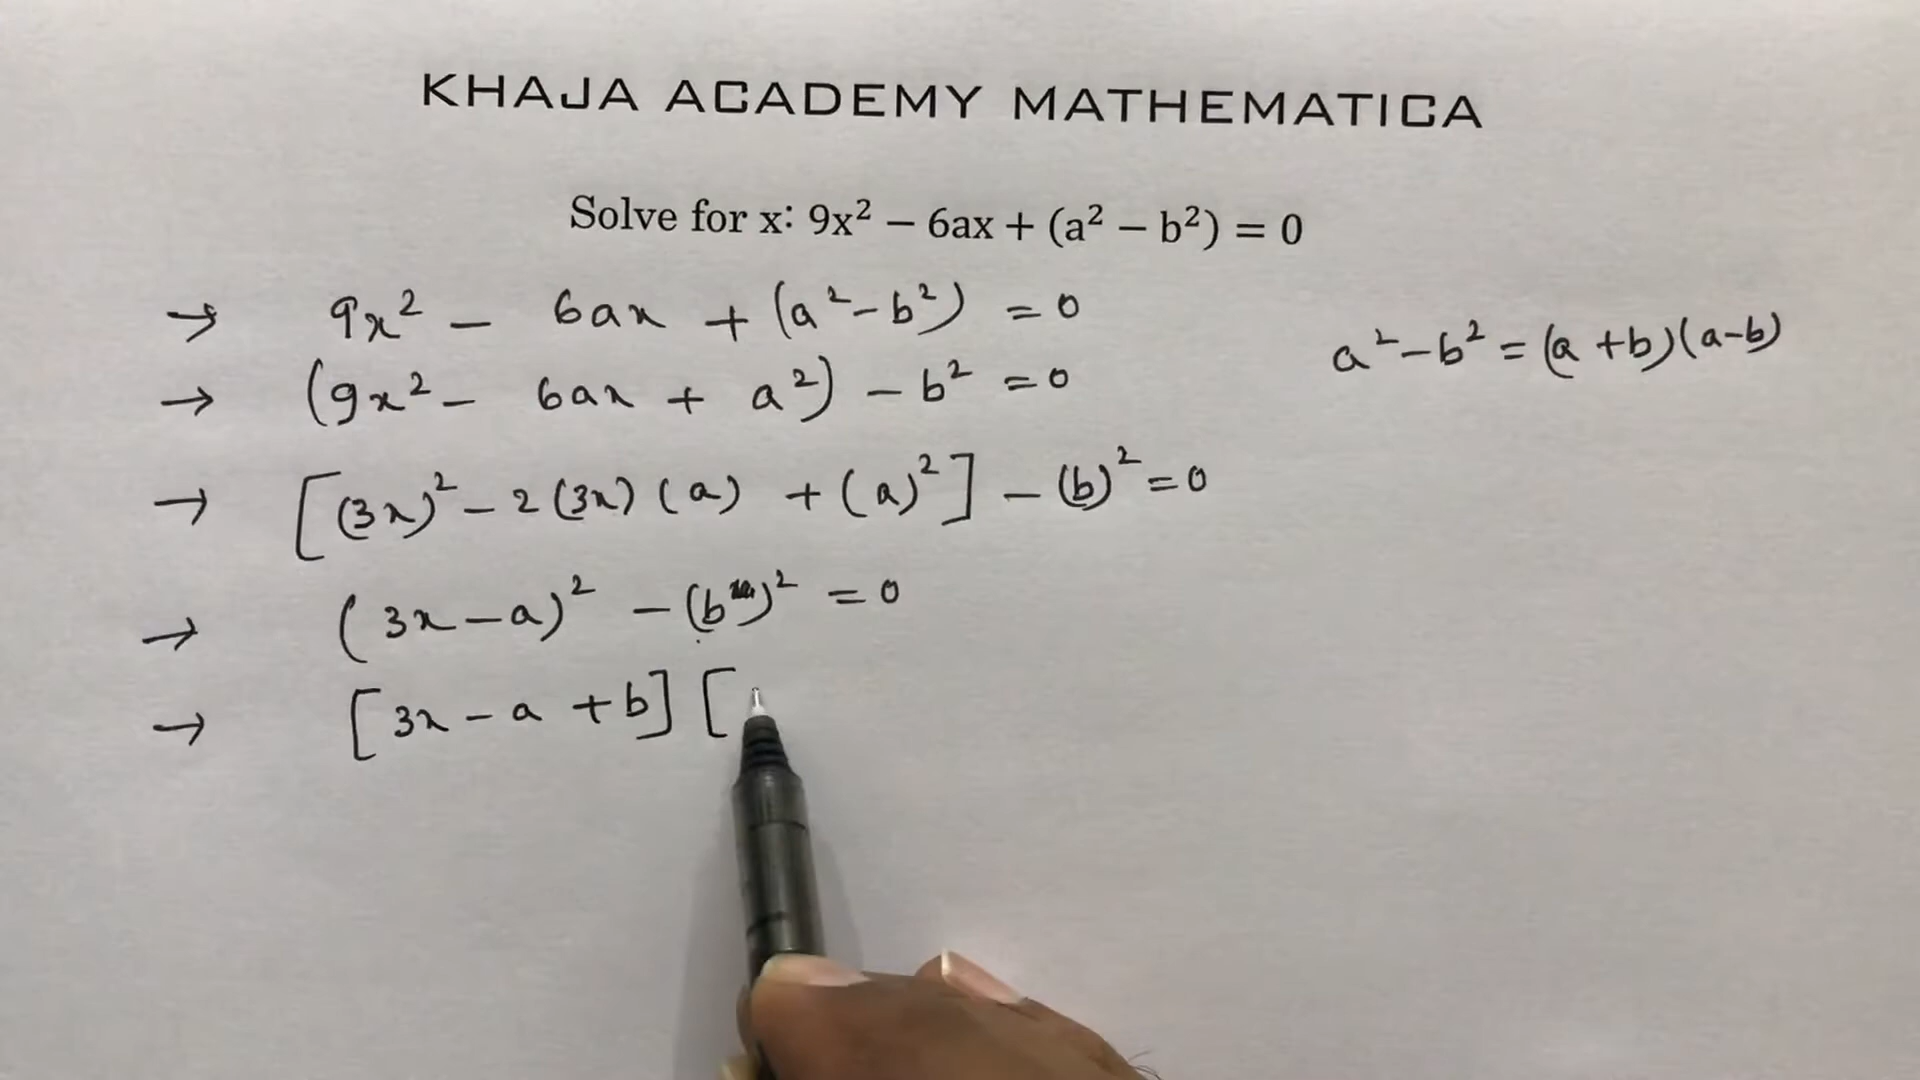 KHAJA ACADEMY MATHEMATICA
Solve for x: 9x² − 6ax + (a² − b²) = 0
→ 9x² − 6ax + (a² − b²) = 0
a² − b² = (a + b)(a − b)
→ (9x² − 6ax + a²) − b² = 0
→ [(3x)² − 2(3x)(a) + (a)²] − (b)² = 0
→ (3x − a)² − (b)² = 0
→ [3x − a + b] [